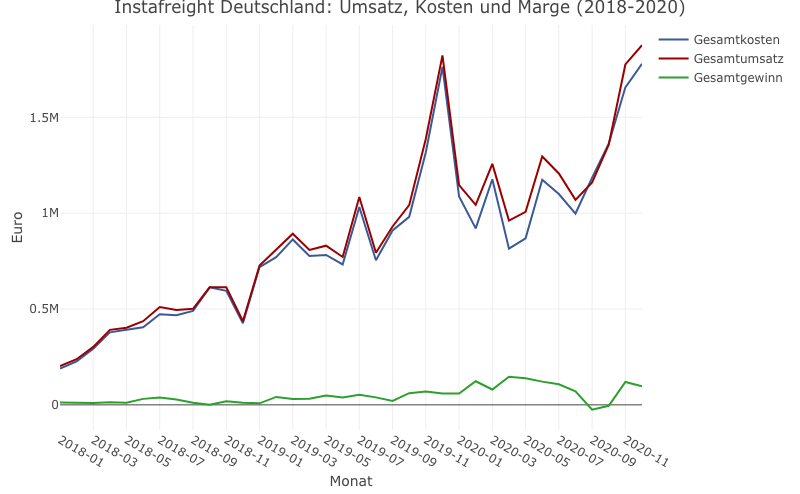 Instafreight Deutschland: Umsatz, Kosten und Marge (2018-2020)
Gesamtkosten
Gesamtumsatz
Gesamtgewinn
1.5M
1M
0.5M
0
Euro
2018-01
2018-03
2018-05
2018-07
2018-09
2018-11
2019-01
2019-03
2019-05
2019-07
2019-09
2019-11
2020-01
2020-03
2020-05
2020-07
2020-09
2020-11
Monat